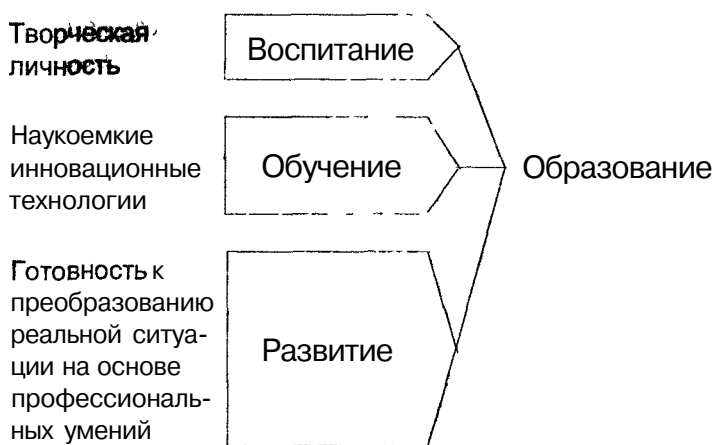 Творческая
личность
Воспитание
Наукоемкие
инновационные
технологии
Обучение
Образование
Готовность к
преобразованию
реальной ситуа-
ции на основе
профессиональ-
ных умений
Развитие